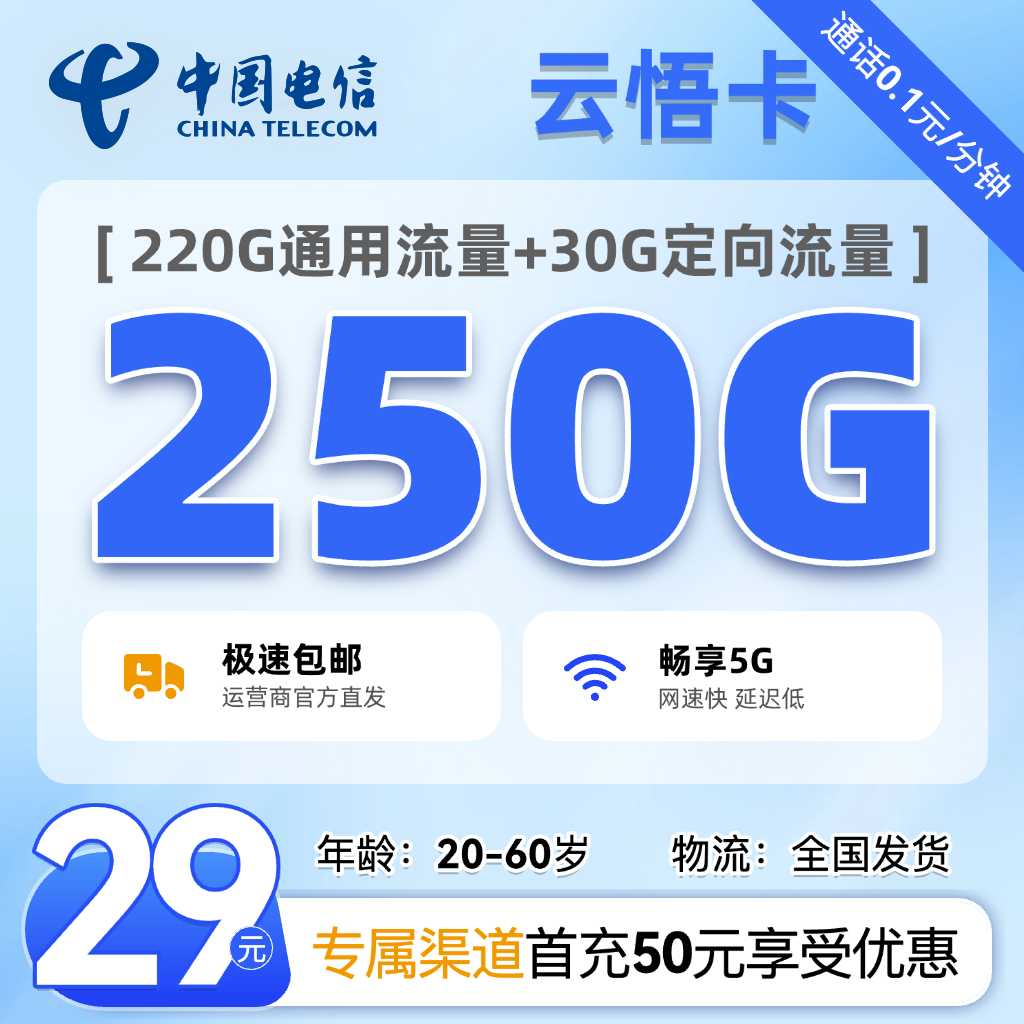 中国电信
CHINA TELECOM
云悟卡
通话0.1元/分钟
[ 220G通用流量+30G定向流量 ]
250G
极速包邮
运营商官方直发
畅享5G
网速快 延迟低
29元
年龄：20-60岁
物流：全国发货
专属渠道首充50元享受优惠